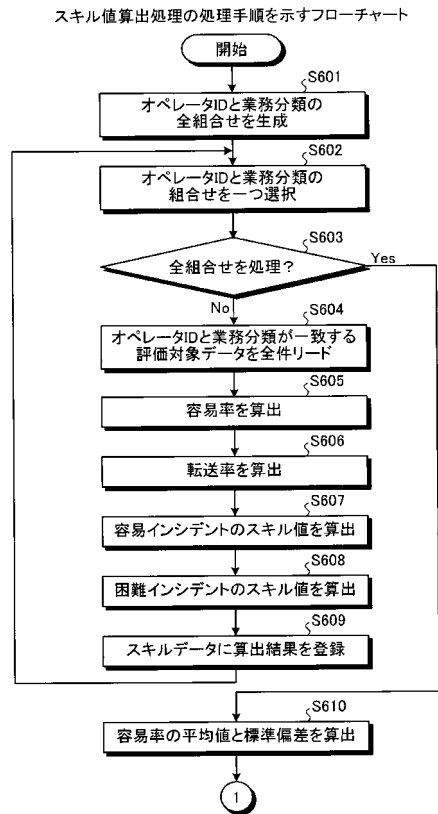 スキル値算出処理の処理手順を示すフローチャート
開始
S601
オペレータIDと業務分類の
全組合せを生成
S602
オペレータIDと業務分類の
組合せを一つ選択
S603
全組合せを処理?
Yes
No
S604
オペレータIDと業務分類が一致する
評価対象データを全件リード
S605
容易率を算出
S606
転送率を算出
S607
容易インシデントのスキル値を算出
S608
困難インシデントのスキル値を算出
S609
スキルデータに算出結果を登録
S610
容易率の平均値と標準偏差を算出
1